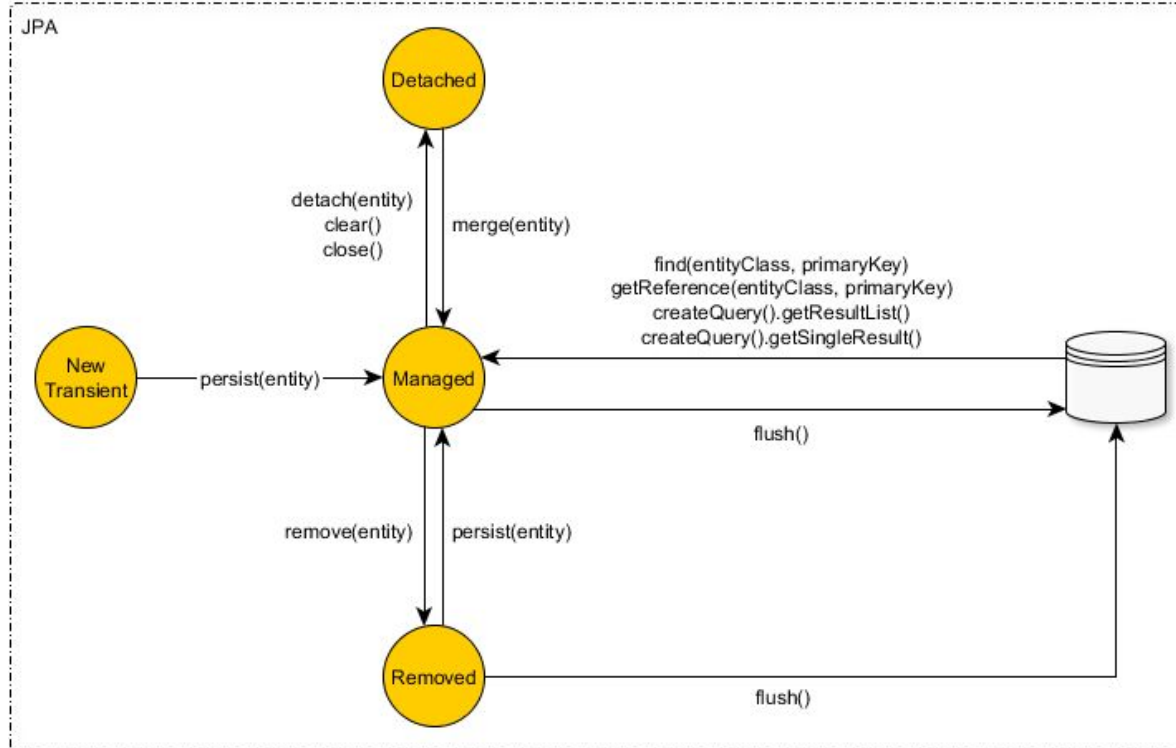 JPA
Detached
detach(entity)
clear()
close()
merge(entity)
find(entityClass, primaryKey)
getReference(entityClass, primaryKey)
createQuery().getResultList()
createQuery().getSingleResult()
New
Transient
persist(entity)
Managed
flush()
remove(entity)
persist(entity)
Removed
flush()